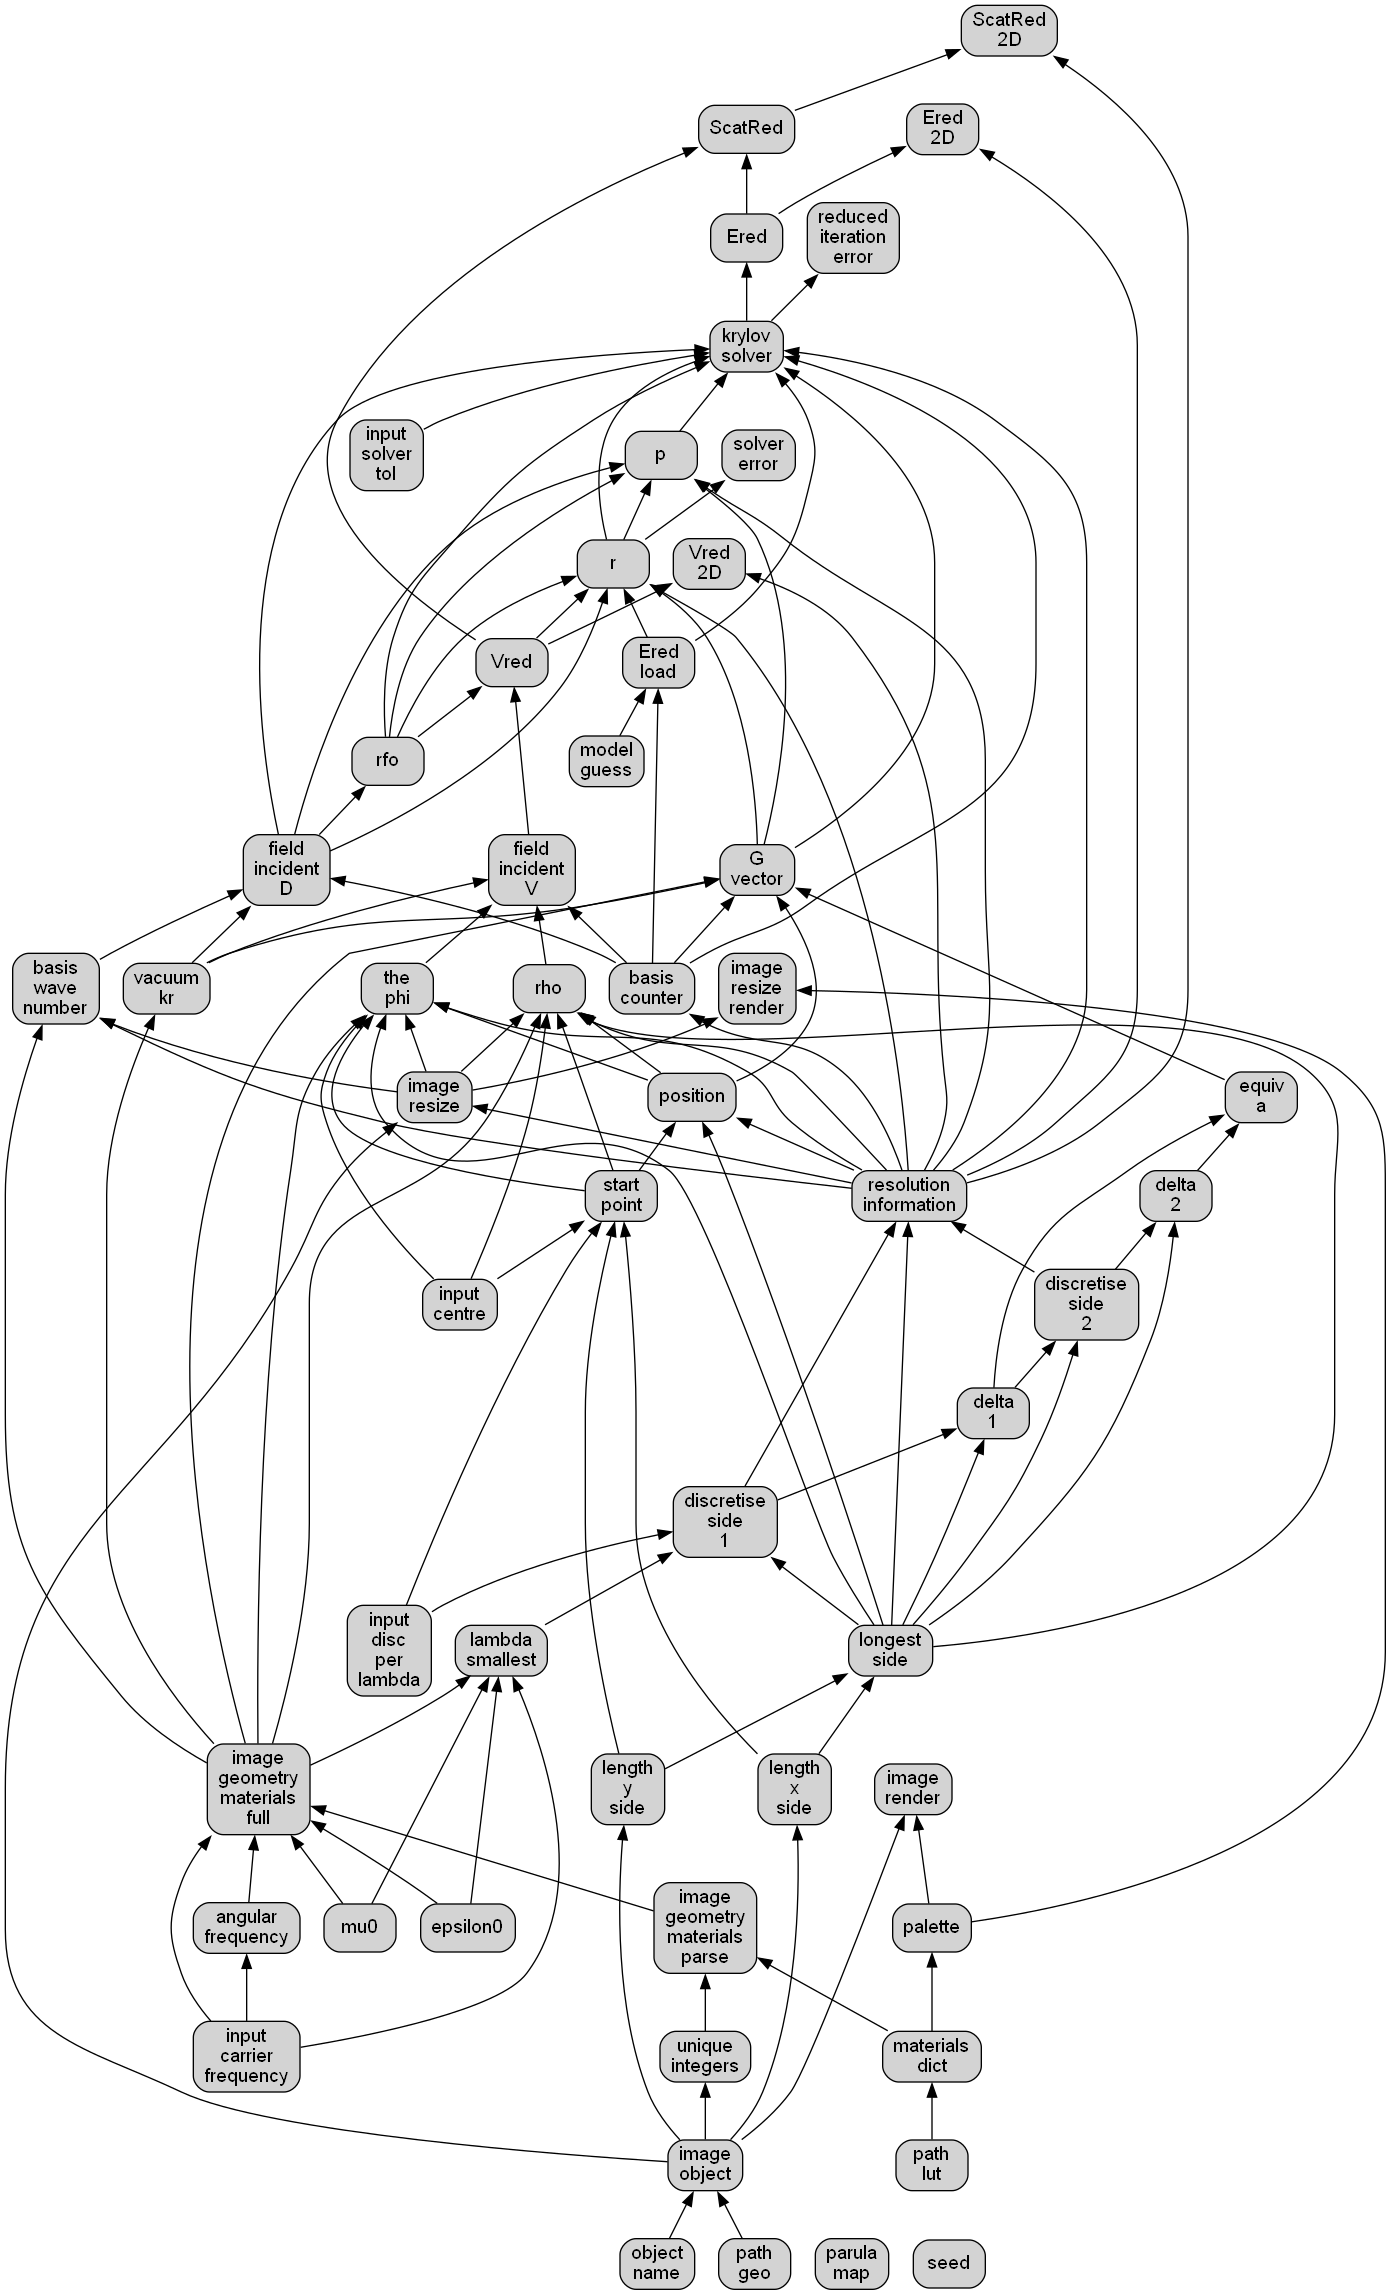 ScatRed
2D
ScatRed
Ered
2D
Ered
reduced
iteration
error
krylov
solver
input
solver
tol
p
solver
error
r
Vred
2D
Vred
Ered
load
rfo
model
guess
field
incident
D
field
incident
V
G
vector
basis
wave
number
vacuum
kr
the
phi
rho
basis
counter
image
resize
render
image
resize
position
equiv
a
start
point
resolution
information
delta
2
input
centre
discretise
side
2
delta
1
discretise
side
1
input
disc
per
lambda
lambda
smallest
longest
side
image
geometry
materials
full
length
y
side
length
x
side
image
render
angular
frequency
mu0
epsilon0
image
geometry
materials
parse
palette
input
carrier
frequency
unique
integers
materials
dict
image
object
path
lut
object
name
path
geo
parula
map
seed